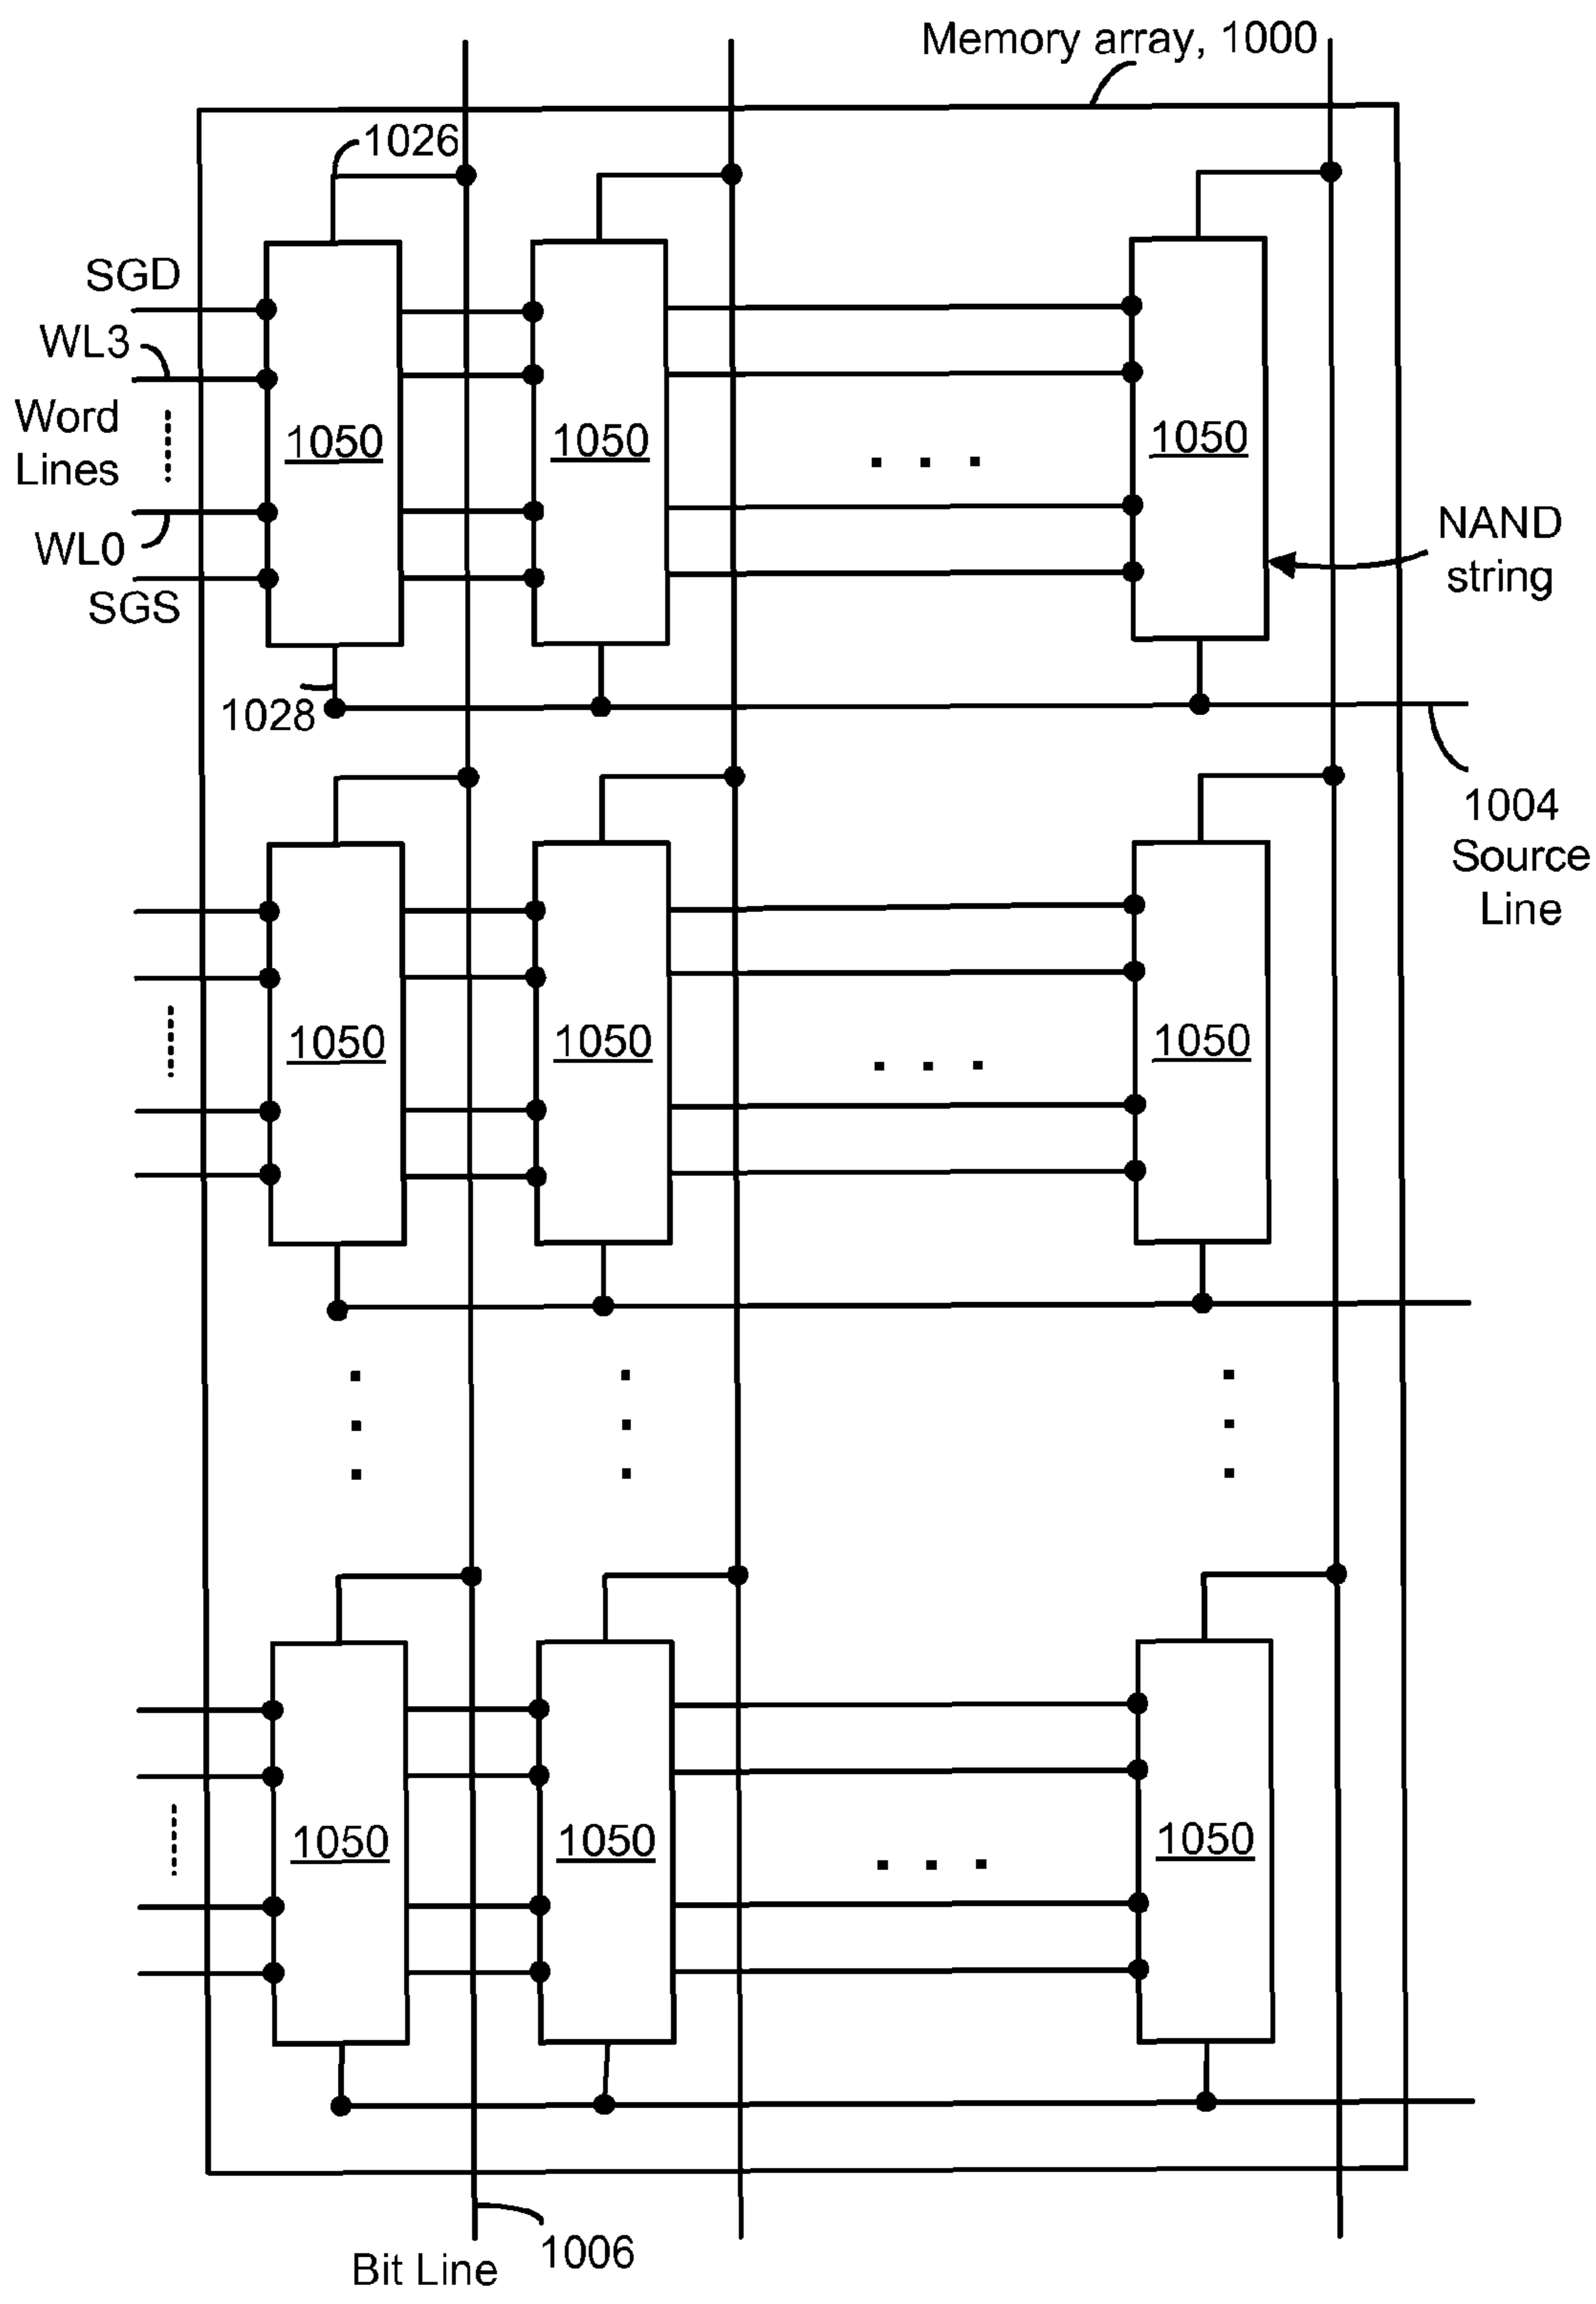 Memory array, 1000
1026
SGD
WL3
Word
Lines
WL0
SGS
1050
1050
1050
NAND
string
1028
1004
Source
Line
1050
1050
1050
1050
1050
1050
1006
Bit Line